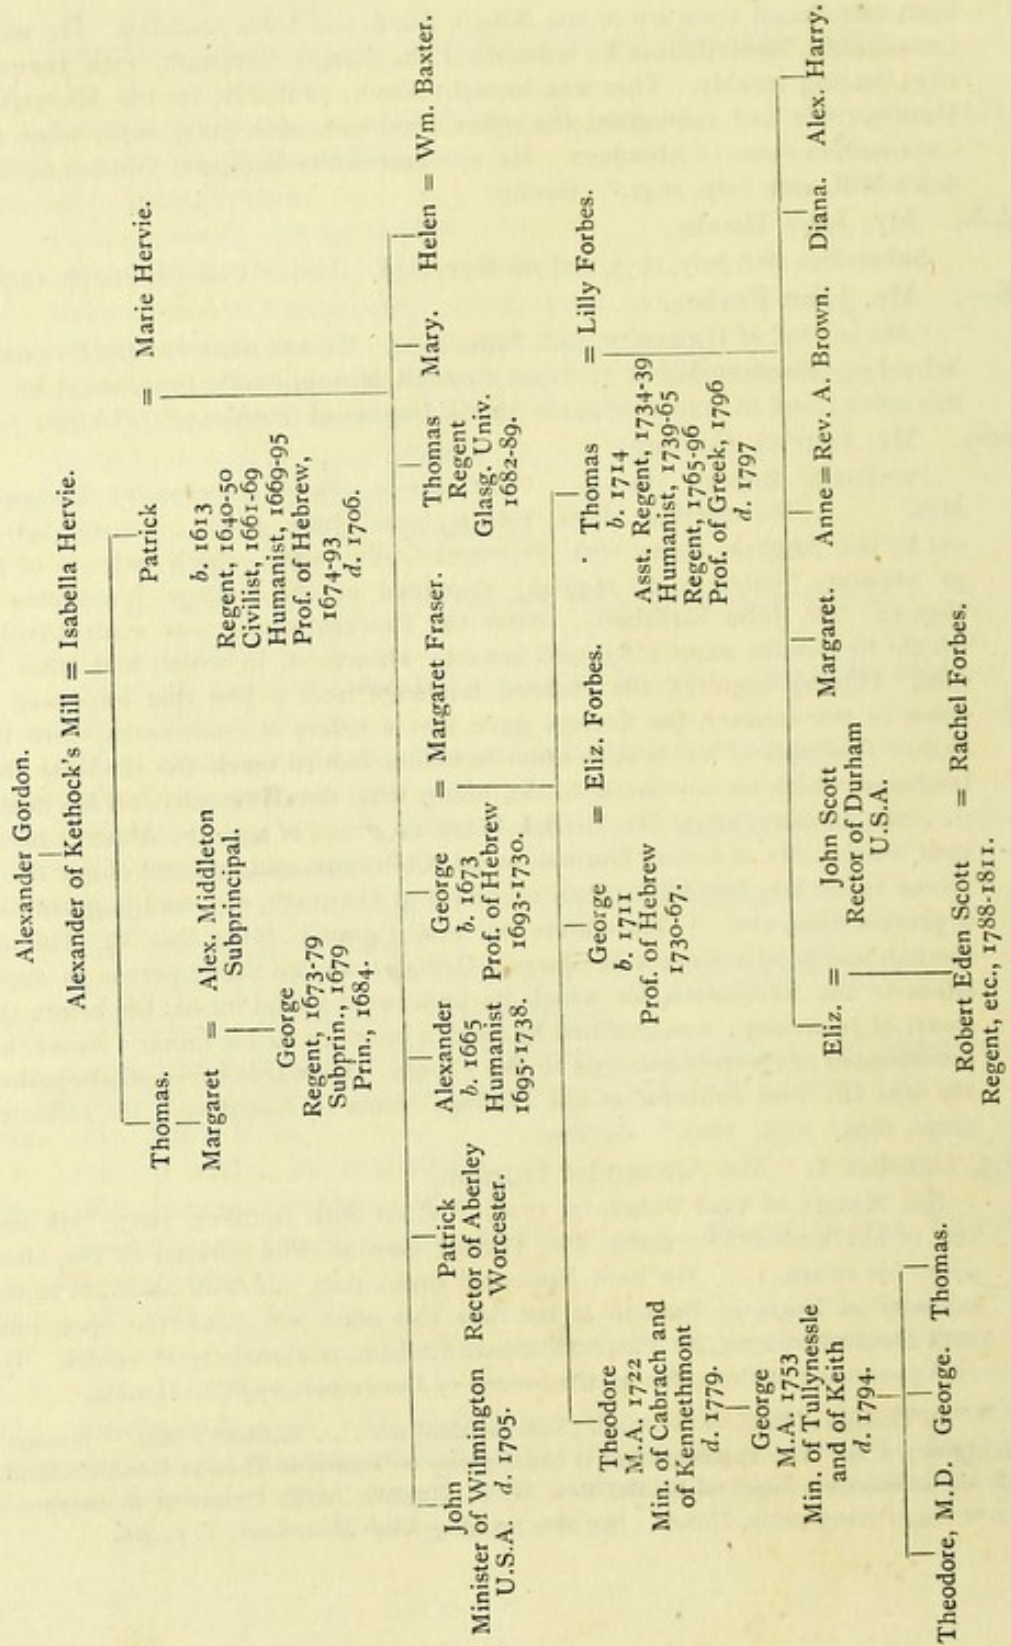 Alexander Gordon.
Alexander of Kethock's Mill = Isabella Hervie.
Thomas.
Patrick
b. 1613
Regent, 1640-50
Civilist, 1661-69
Humanist, 1669-95
Prof. of Hebrew,
1674-93
d. 1706.
= Marie Hervie.
Margaret = Alex. Middleton
Subprincipal.
George
Regent, 1673-79
Subprin., 1679
Prin., 1684.
John
Minister of Wilmington
U.S.A. d. 1705.
Patrick
Rector of Aberley
Worcester.
Alexander
b. 1665
Humanist
1695-1738.
George
b. 1673
Prof. of Hebrew
1693-1730.
= Margaret Fraser.
Thomas
Regent
Glasg. Univ.
1682-89.
Mary.
Helen = Wm. Baxter.
Theodore
M.A. 1722
Min. of Cabrach and
of Kennethmont
d. 1779.
George
b. 1711
Prof. of Hebrew
1730-67.
= Eliz. Forbes.
Thomas
b. 1714
Asst. Regent, 1734-39
Humanist, 1739-65
Regent, 1765-96
Prof. of Greek, 1796
d. 1797
= Lilly Forbes.
George
M.A. 1753
Min. of Tullynessle
and of Keith
d. 1794.
Eliz. = John Scott
Rector of Durham
U.S.A.
Margaret.
Anne = Rev. A. Brown.
Diana.
Alex. Harry.
Theodore, M.D.
George.
Thomas.
Robert Eden Scott
Regent, etc., 1788-1811.
= Rachel Forbes.